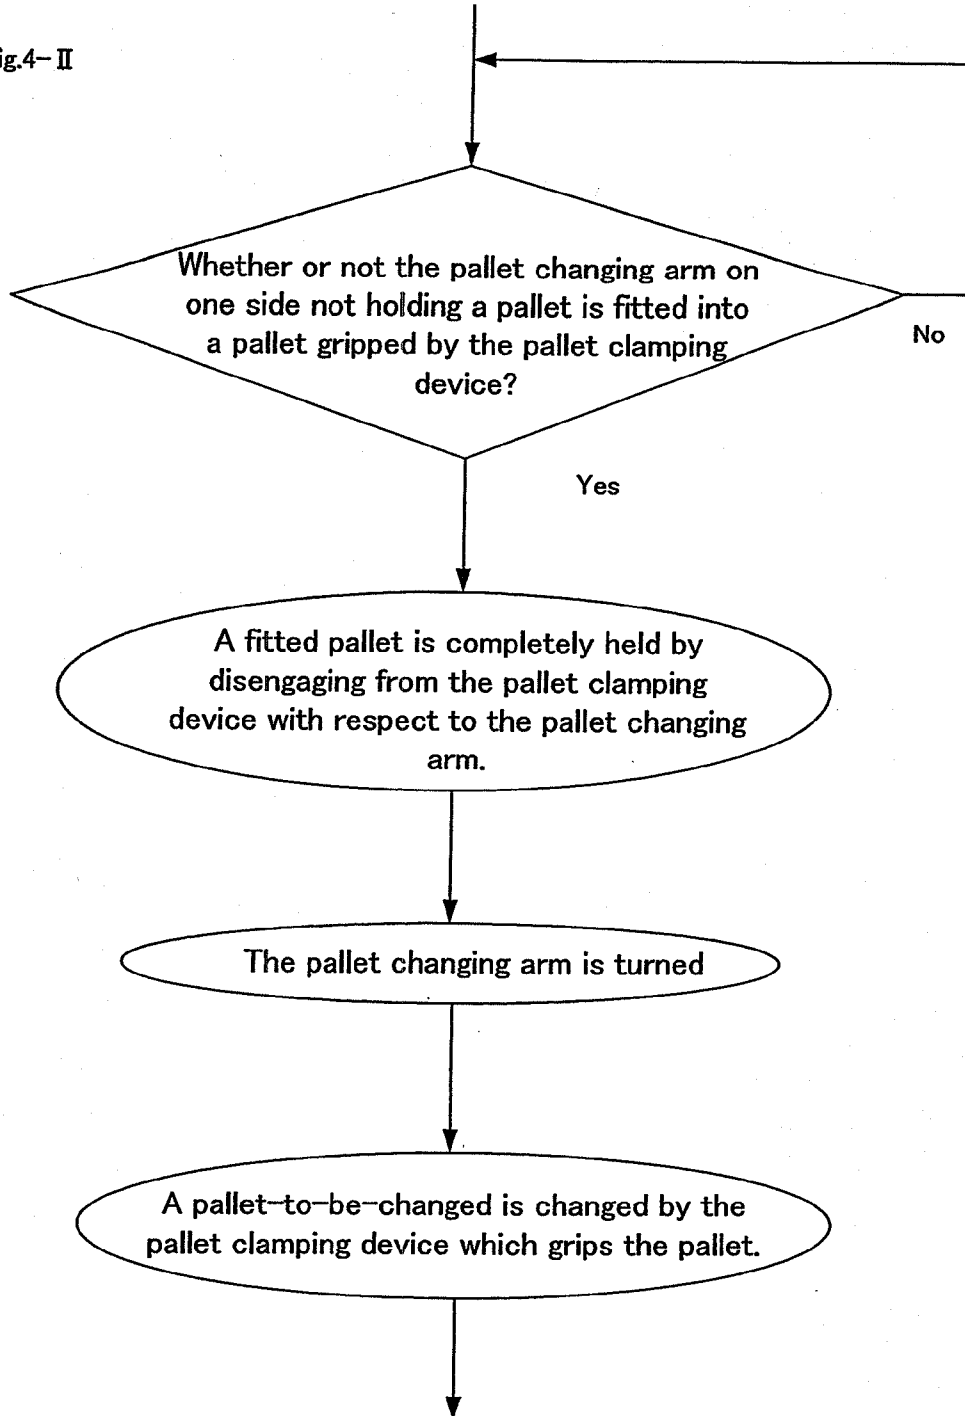 ig.4-Ⅱ
Whether or not the pallet changing arm on
one side not holding a pallet is fitted into
a pallet gripped by the pallet clamping
device?
No
Yes
A fitted pallet is completely held by
disengaging from the pallet clamping
device with respect to the pallet changing
arm.
The pallet changing arm is turned
A pallet-to-be-changed is changed by the
pallet clamping device which grips the pallet.